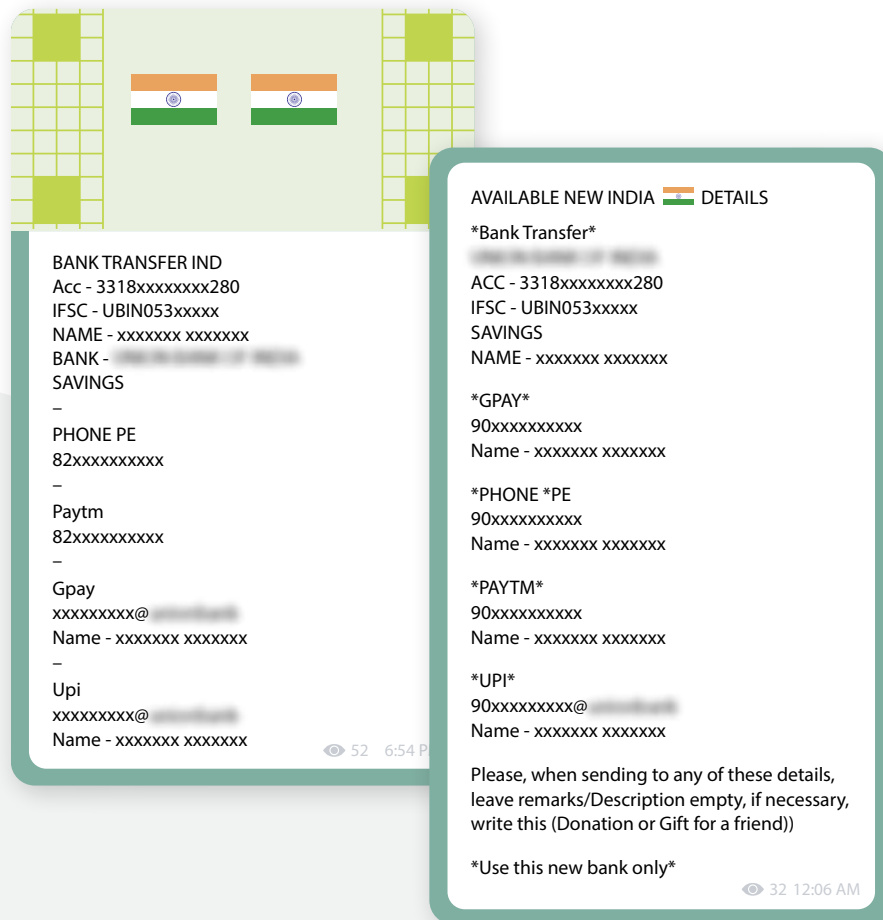 BANK TRANSFER IND
Acc - 3318xxxxxxxx280
IFSC - UBIN053xxxxx
NAME - xxxxxxx xxxxxxx
BANK -
SAVINGS
–
PHONE PE
82xxxxxxxxxx
–
Paytm
82xxxxxxxxxx
–
Gpay
xxxxxxxxx@
Name - xxxxxxx xxxxxxx
–
Upi
xxxxxxxxx@
Name - xxxxxxx xxxxxxx
52 6:54 P
AVAILABLE NEW INDIA DETAILS
*Bank Transfer*
ACC - 3318xxxxxxxx280
IFSC - UBIN053xxxxx
SAVINGS
NAME - xxxxxxx xxxxxxx
*GPAY*
90xxxxxxxxxx
Name - xxxxxxx xxxxxxx
*PHONE *PE
90xxxxxxxxxx
Name - xxxxxxx xxxxxxx
*PAYTM*
90xxxxxxxxxx
Name - xxxxxxx xxxxxxx
*UPI*
90xxxxxxxxx@
Name - xxxxxxx xxxxxxx
Please, when sending to any of these details,
leave remarks/Description empty, if necessary,
write this (Donation or Gift for a friend))
*Use this new bank only*
32 12:06 AM